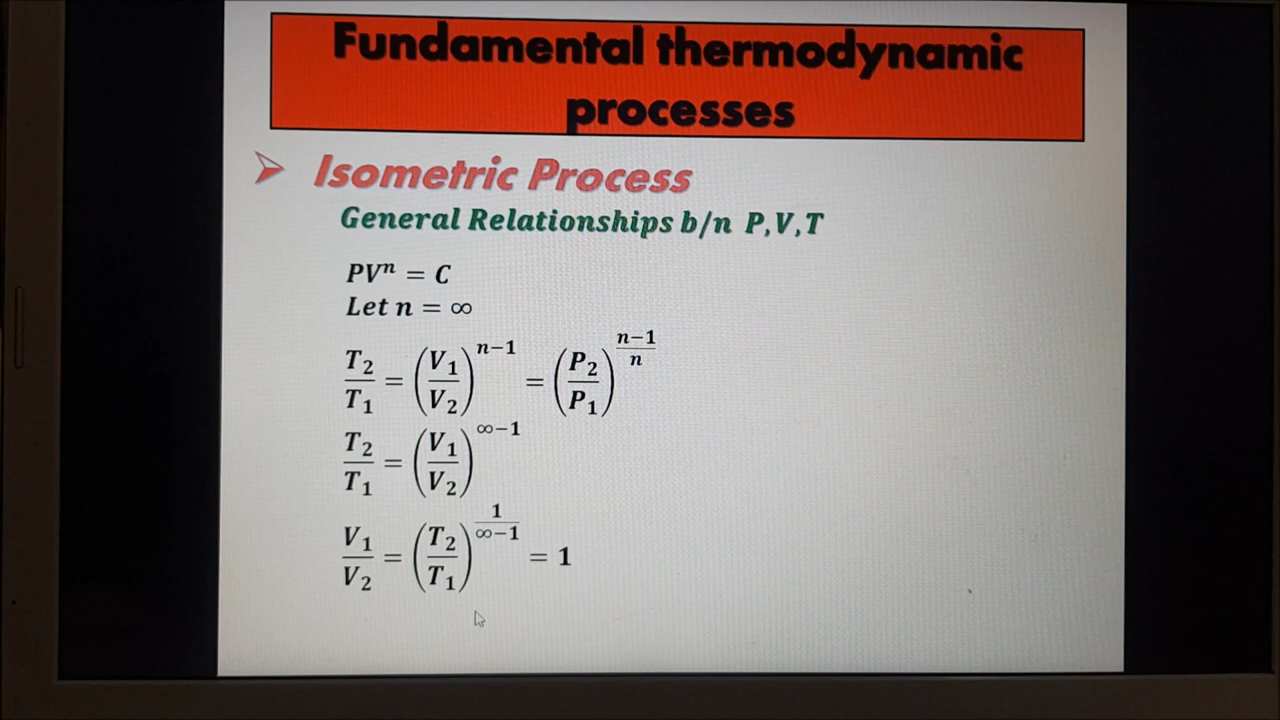 Fundamental thermodynamic
processes
Isometric Process
General Relationships b/n P,V,T
PVⁿ = C
Let n = ∞
T₂/T₁ = (V₁/V₂)^(n−1) = (P₂/P₁)^((n−1)/n)
T₂/T₁ = (V₁/V₂)^(∞−1)
V₁/V₂ = (T₂/T₁)^(1/(∞−1)) = 1